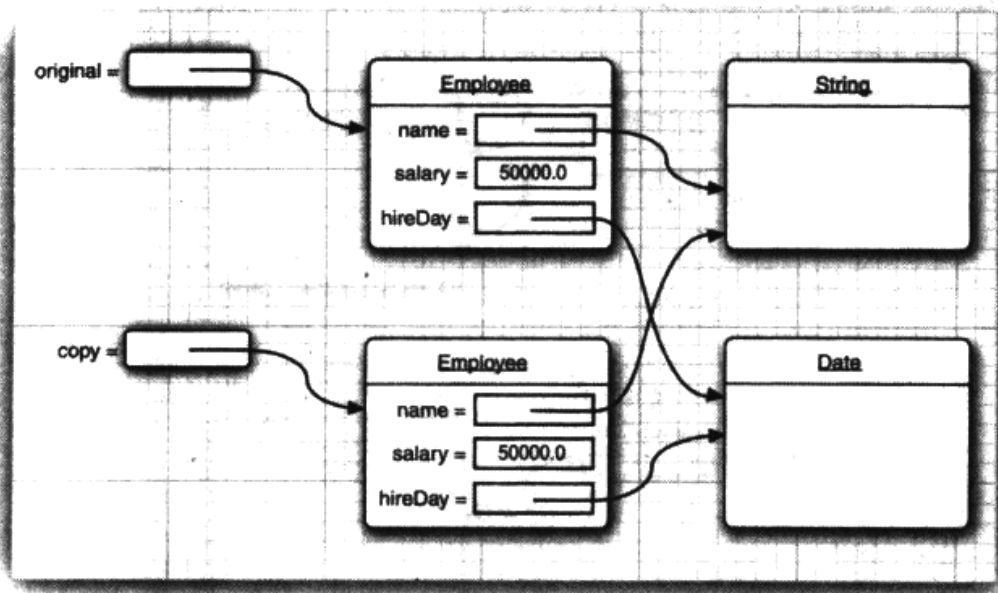 original =
Employee
name =
salary = 50000.0
hireDay =
String
copy =
Employee
name =
salary = 50000.0
hireDay =
Date